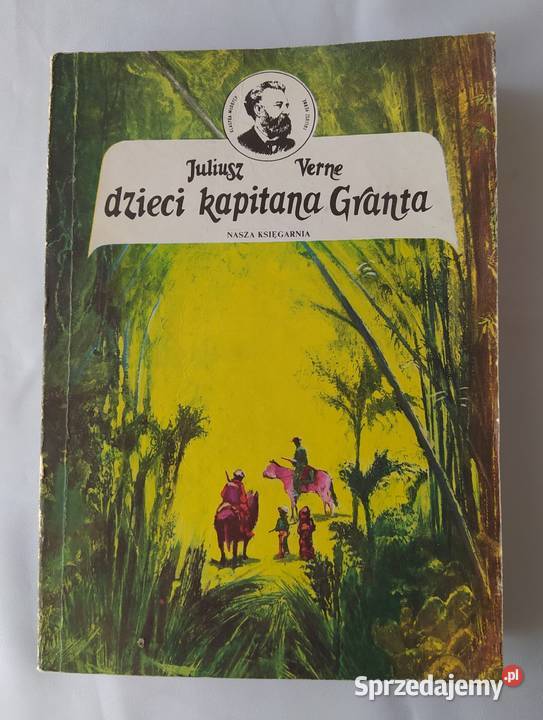 Juliusz Verne
dzieci kapitana Granta
NASZA KSIĘGARNIA
Sprzedajemy.pl